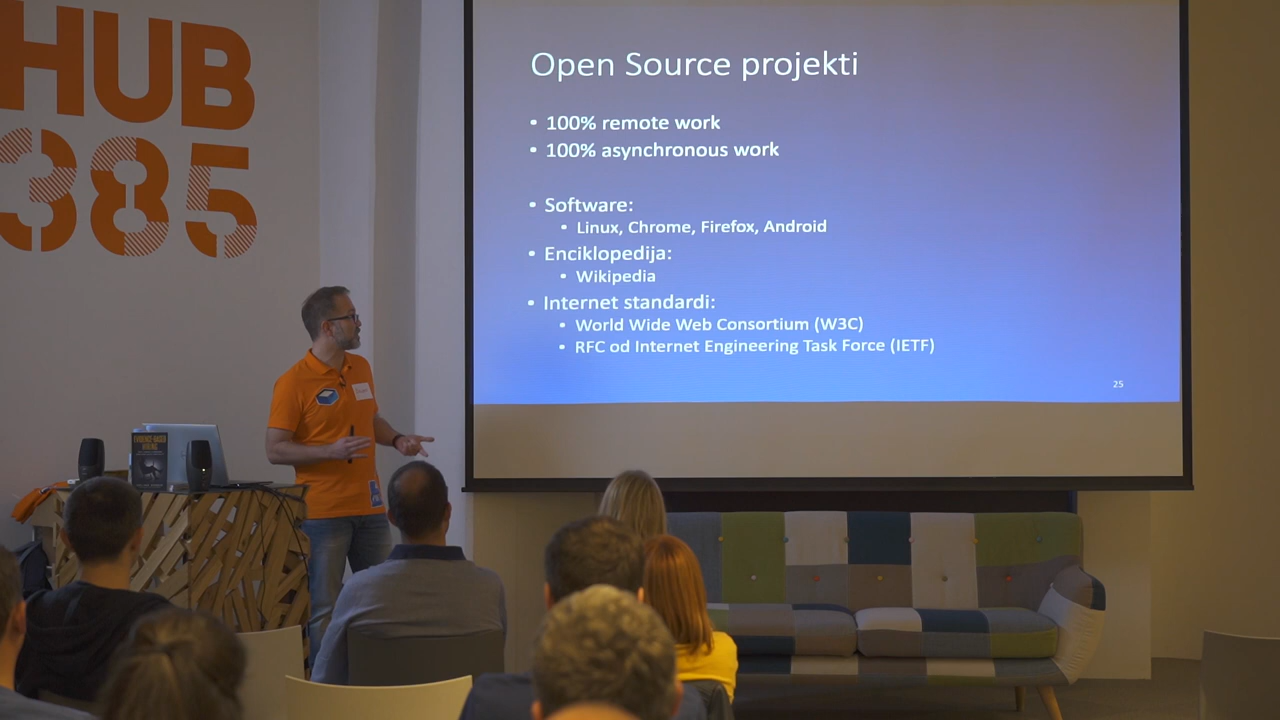 HUB
385
Open Source projekti
• 100% remote work
• 100% asynchronous work
• Software:
• Linux, Chrome, Firefox, Android
• Enciklopedija:
• Wikipedia
• Internet standardi:
• World Wide Web Consortium (W3C)
• RFC od Internet Engineering Task Force (IETF)
25